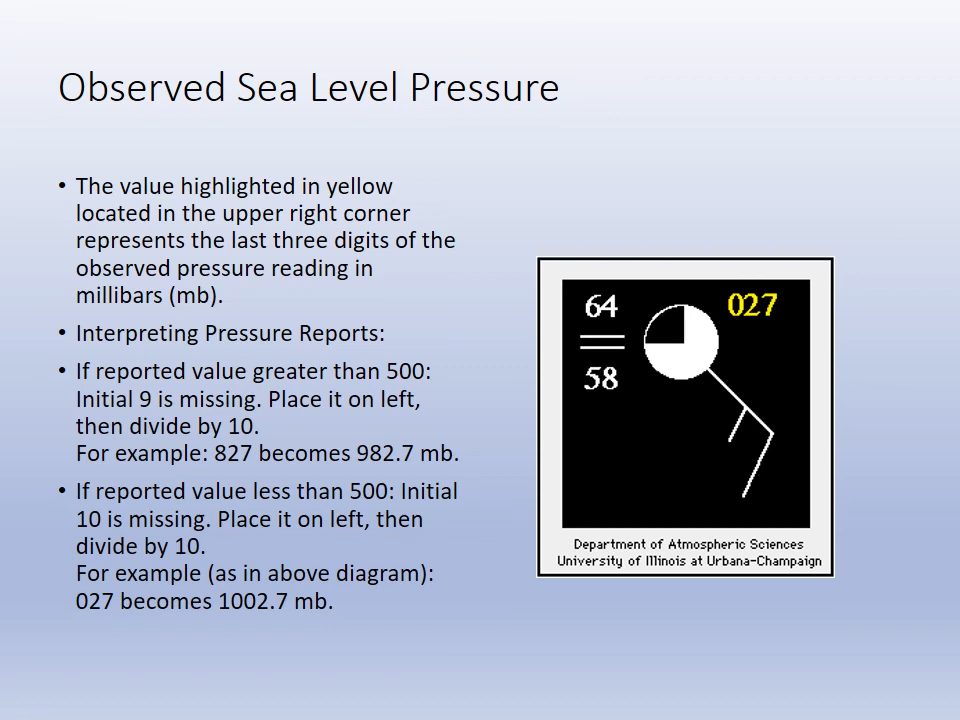 Observed Sea Level Pressure
• The value highlighted in yellow
located in the upper right corner
represents the last three digits of the
observed pressure reading in
millibars (mb).
• Interpreting Pressure Reports:
• If reported value greater than 500:
Initial 9 is missing. Place it on left,
then divide by 10.
For example: 827 becomes 982.7 mb.
• If reported value less than 500: Initial
10 is missing. Place it on left, then
divide by 10.
For example (as in above diagram):
027 becomes 1002.7 mb.
64
027
58
Department of Atmospheric Sciences
University of Illinois at Urbana-Champaign